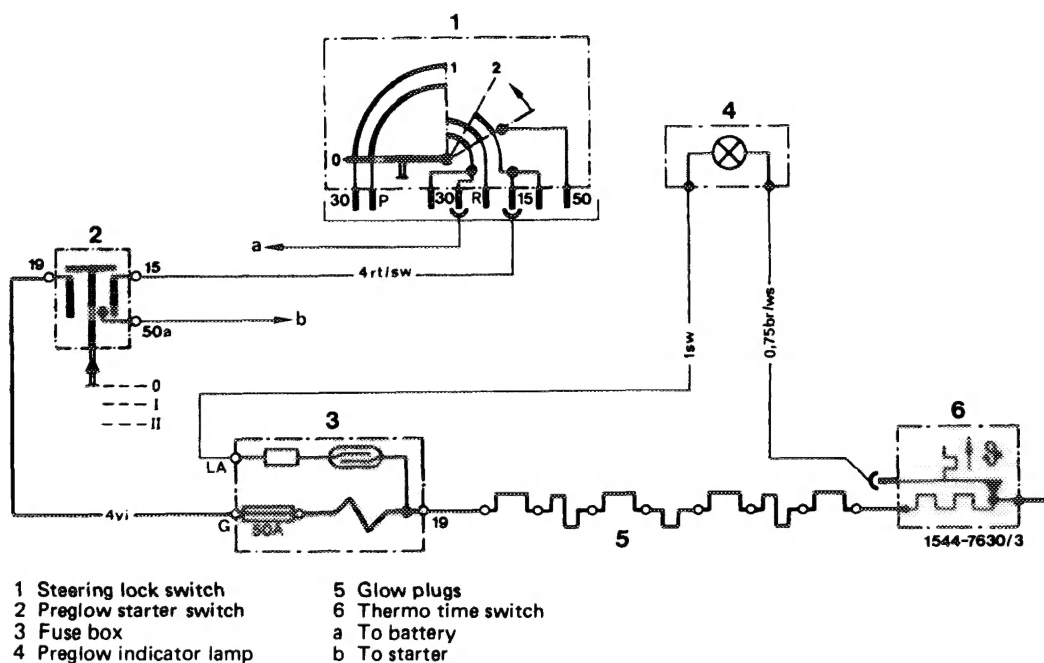 1
1
2
4
0
30
P
30
R
15
50
a
2
19
15
4rt/sw
50a
b
1sw
0,75br/ws
0
I
II
3
6
LA
ϑ
4vi
G
50A
19
5
1544-7630/3
1 Steering lock switch
2 Preglow starter switch
3 Fuse box
4 Preglow indicator lamp
5 Glow plugs
6 Thermo time switch
a To battery
b To starter